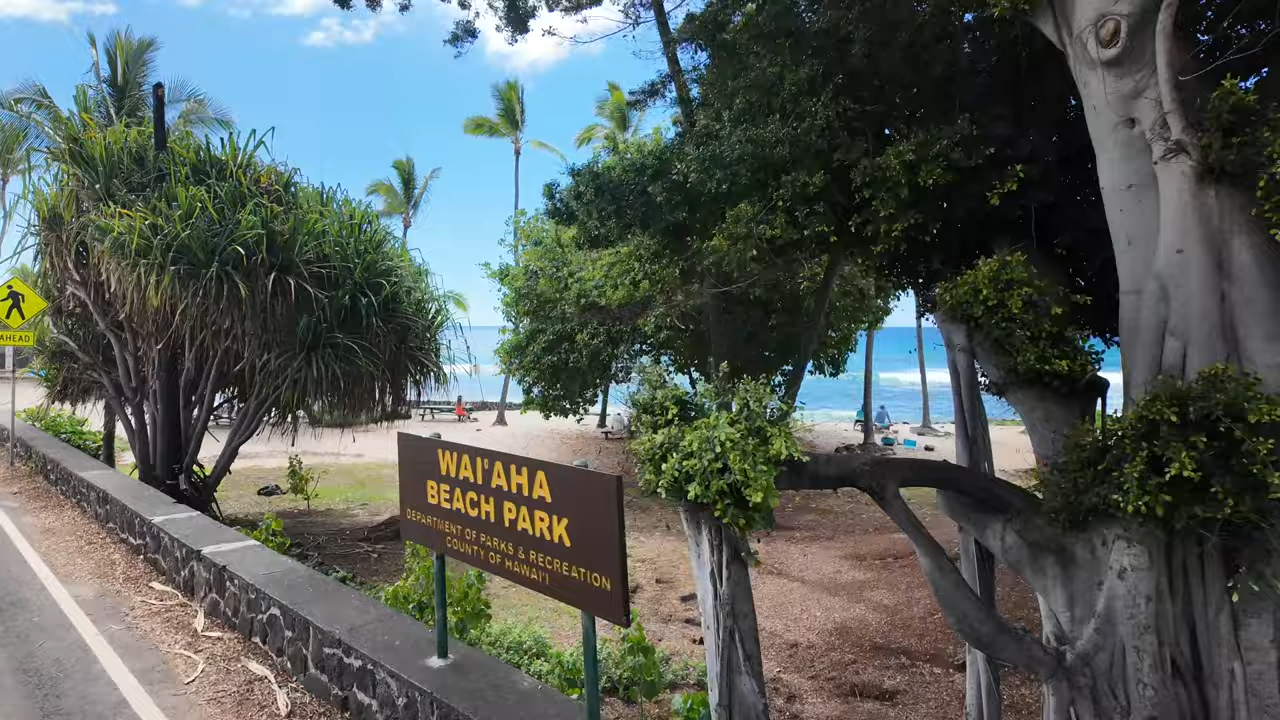 AHEAD
WAI'AHA
BEACH PARK
DEPARTMENT OF PARKS & RECREATION
COUNTY OF HAWAI'I